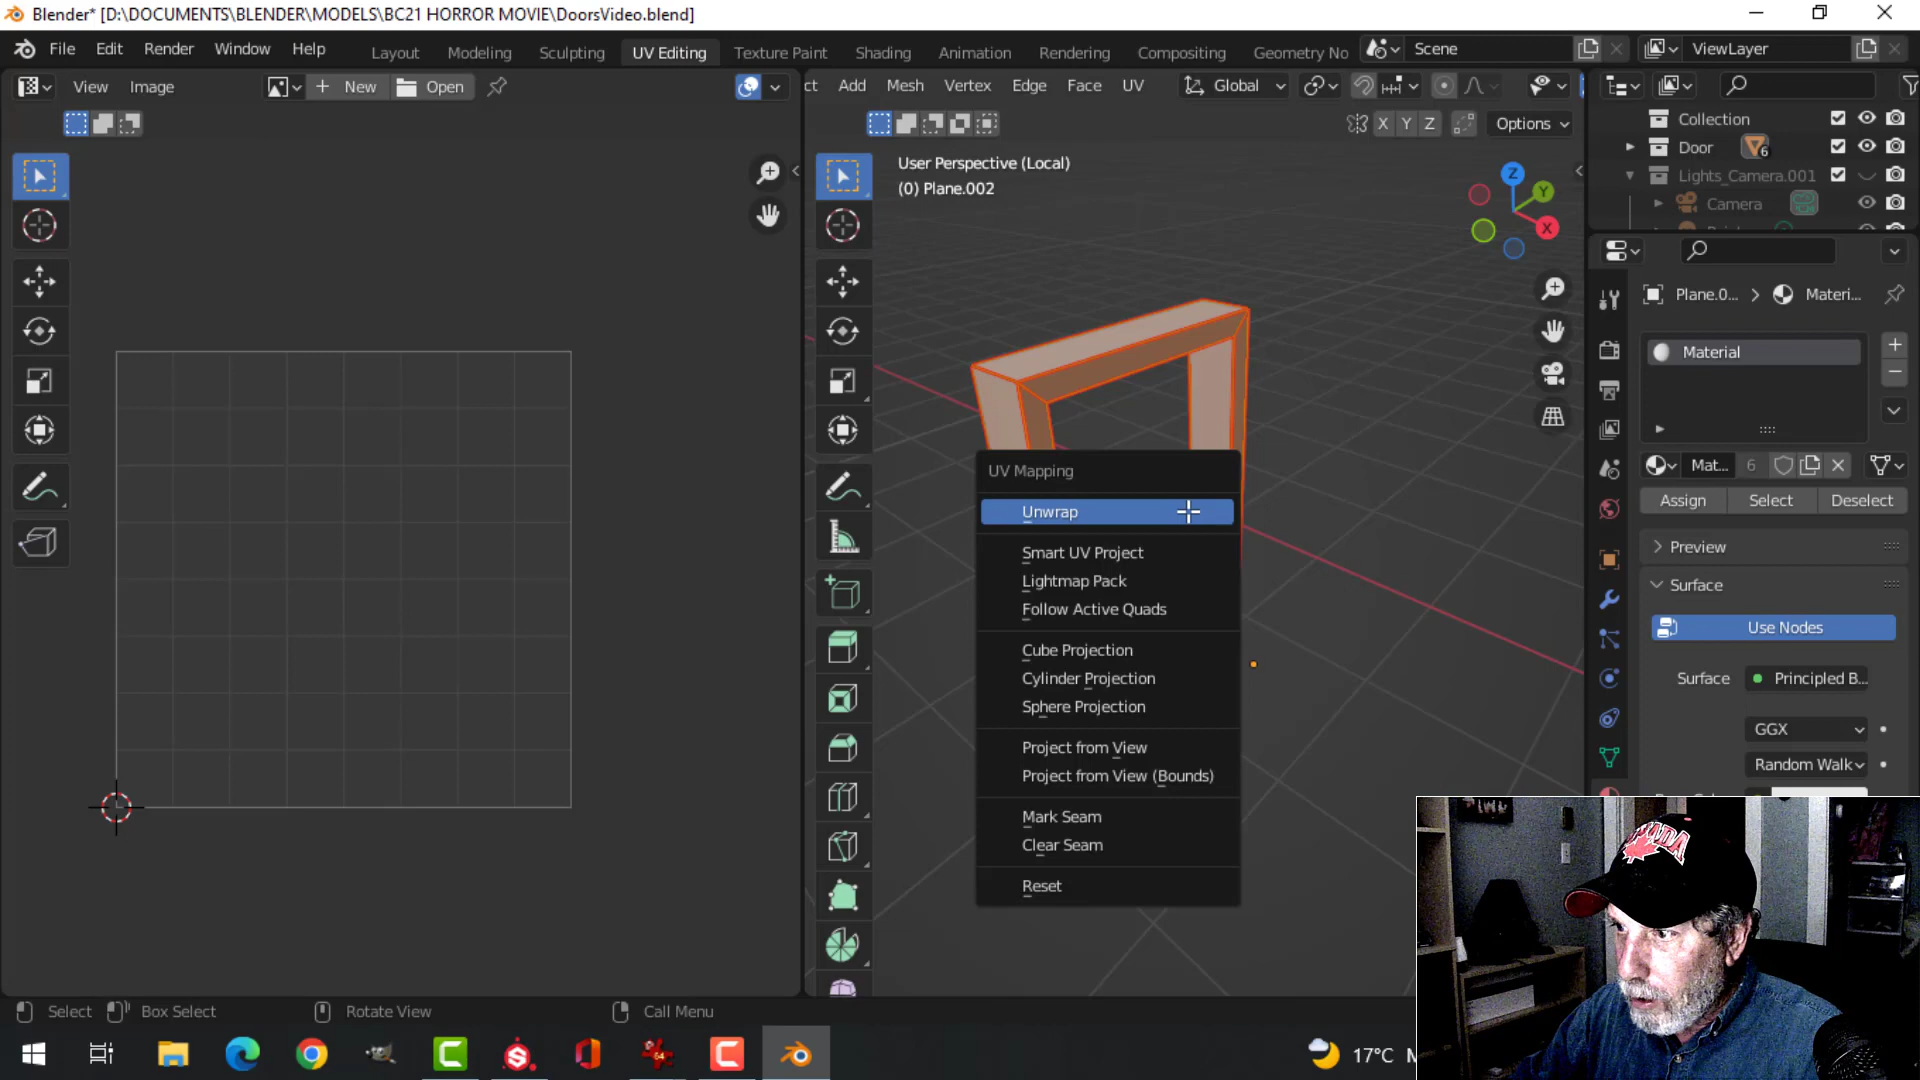 Blender* [D:\DOCUMENTS\BLENDER\MODELS\BC21 HORROR MOVIE\DoorsVideo.blend]
File Edit Render Window Help Layout Modeling Sculpting UV Editing Texture Paint Shading Animation Rendering Compositing Geometry No Scene ViewLayer
View Image New Open ct Add Mesh Vertex Edge Face UV Global
X Y Z Options
Collection
Door 6
Lights_Camera.001
Camera
User Perspective (Local)
(0) Plane.002
Z
Y
X
Plane.0... > Materi...
Material
Mat... 6
Assign Select Deselect
Preview
Surface
Use Nodes
Surface Principled B...
GGX
Random Walk
UV Mapping
Unwrap
Smart UV Project
Lightmap Pack
Follow Active Quads
Cube Projection
Cylinder Projection
Sphere Projection
Project from View
Project from View (Bounds)
Mark Seam
Clear Seam
Reset
Select Box Select Rotate View Call Menu
17°C